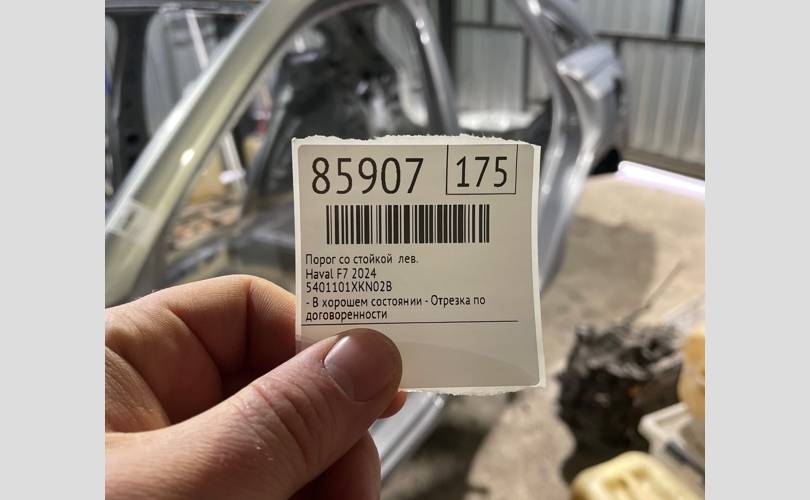 85907 175
Порог со стойкой лев.
Haval F7 2024
5401101XKN02B
- В хорошем состоянии - Отрезка по
договоренности